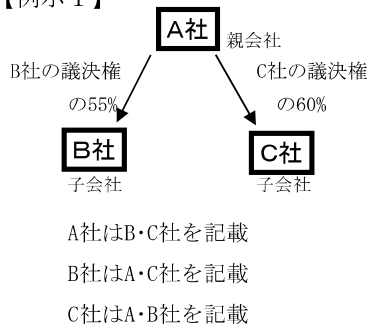 【例示１】
A社
親会社
B社の議決権
の55%
C社の議決権
の60%
B社
子会社
C社
子会社
A社はB･C社を記載
B社はA･C社を記載
C社はA･B社を記載